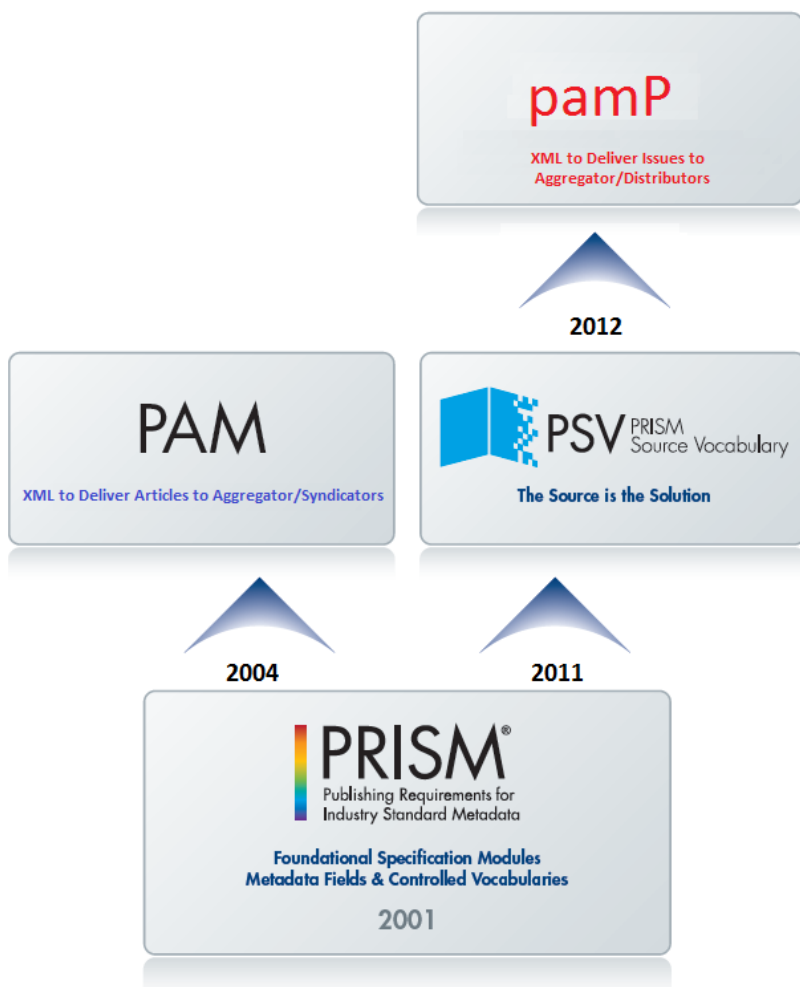 pamP
XML to Deliver Issues to
Aggregator/Distributors
2012
PAM
XML to Deliver Articles to Aggregator/Syndicators
PSV PRISM
Source Vocabulary
The Source is the Solution
2004
2011
PRISM®
Publishing Requirements for
Industry Standard Metadata
Foundational Specification Modules
Metadata Fields & Controlled Vocabularies
2001